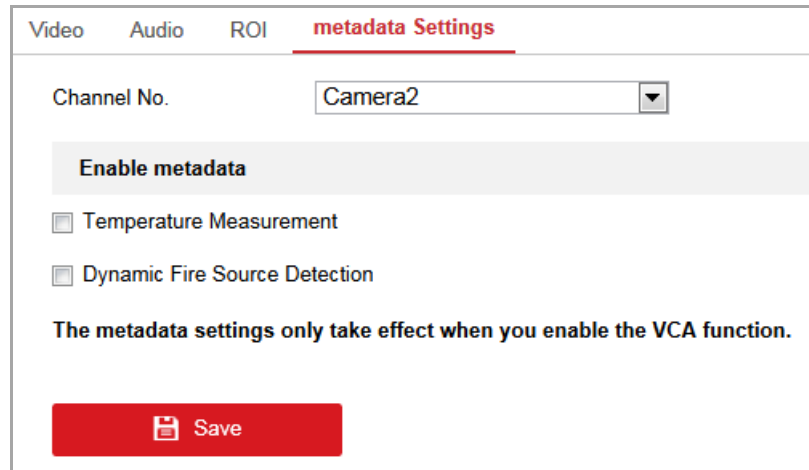 Video Audio ROI metadata Settings
Channel No. Camera2
Enable metadata
Temperature Measurement
Dynamic Fire Source Detection
The metadata settings only take effect when you enable the VCA function.
Save